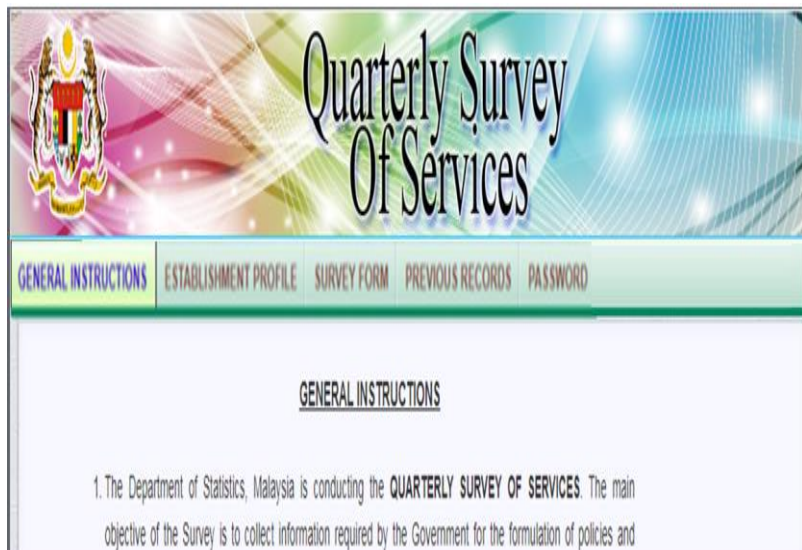 Quarterly Survey
Of Services
GENERAL INSTRUCTIONS ESTABLISHMENT PROFILE SURVEY FORM PREVIOUS RECORDS PASSWORD
GENERAL INSTRUCTIONS
1. The Department of Statistics, Malaysia is conducting the QUARTERLY SURVEY OF SERVICES. The main
objective of the Survey is to collect information required by the Government for the formulation of policies and